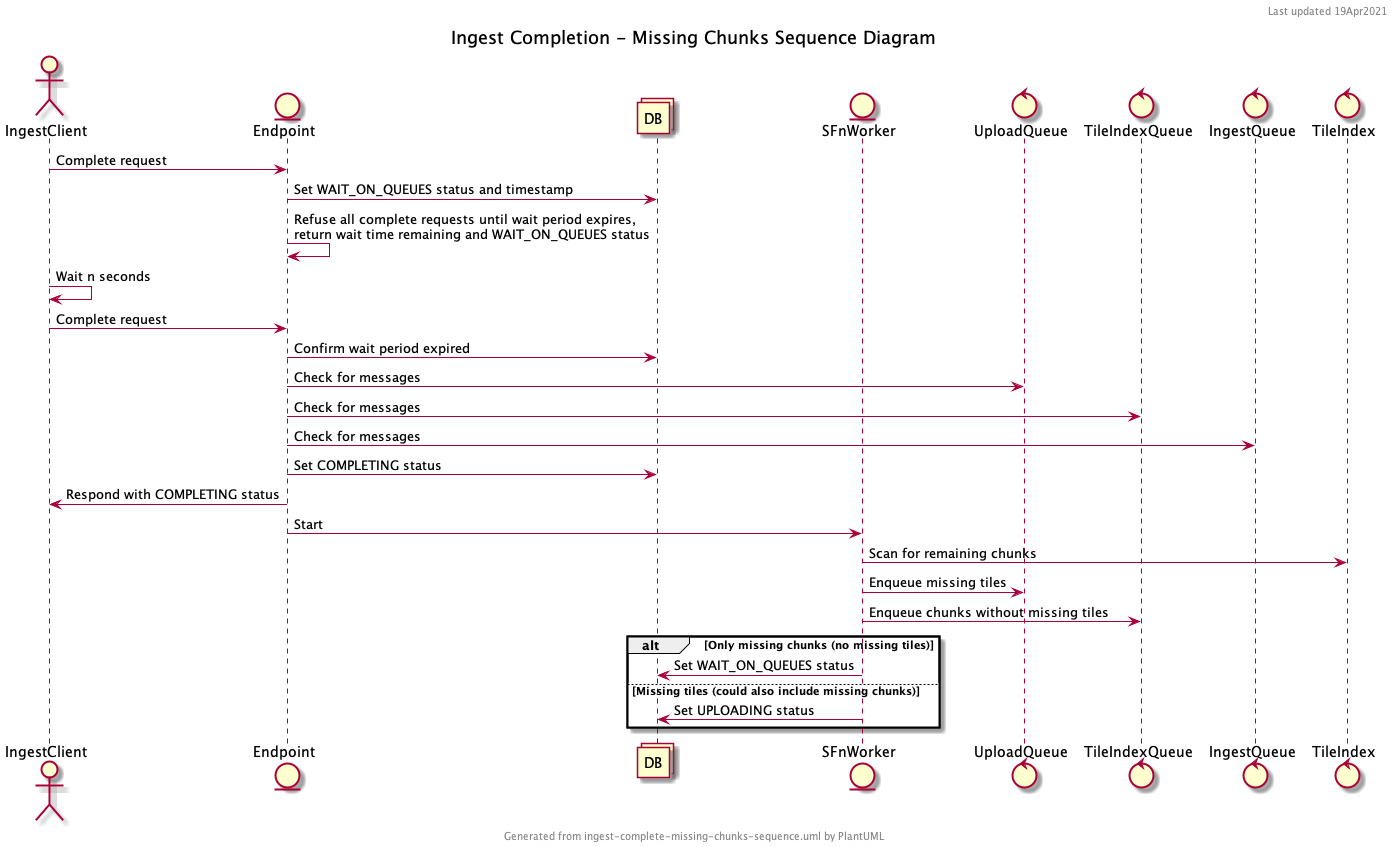 Last updated 19Apr2021
Ingest Completion - Missing Chunks Sequence Diagram
IngestClient
Endpoint
DB
SFnWorker
UploadQueue
TileIndexQueue
IngestQueue
TileIndex
Complete request
Set WAIT_ON_QUEUES status and timestamp
Refuse all complete requests until wait period expires,
return wait time remaining and WAIT_ON_QUEUES status
Wait n seconds
Complete request
Confirm wait period expired
Check for messages
Check for messages
Check for messages
Set COMPLETING status
Respond with COMPLETING status
Start
Scan for remaining chunks
Enqueue missing tiles
Enqueue chunks without missing tiles
alt [Only missing chunks (no missing tiles)]
Set WAIT_ON_QUEUES status
[Missing tiles (could also include missing chunks)]
Set UPLOADING status
IngestClient
Endpoint
DB
SFnWorker
UploadQueue
TileIndexQueue
IngestQueue
TileIndex
Generated from ingest-complete-missing-chunks-sequence.uml by PlantUML